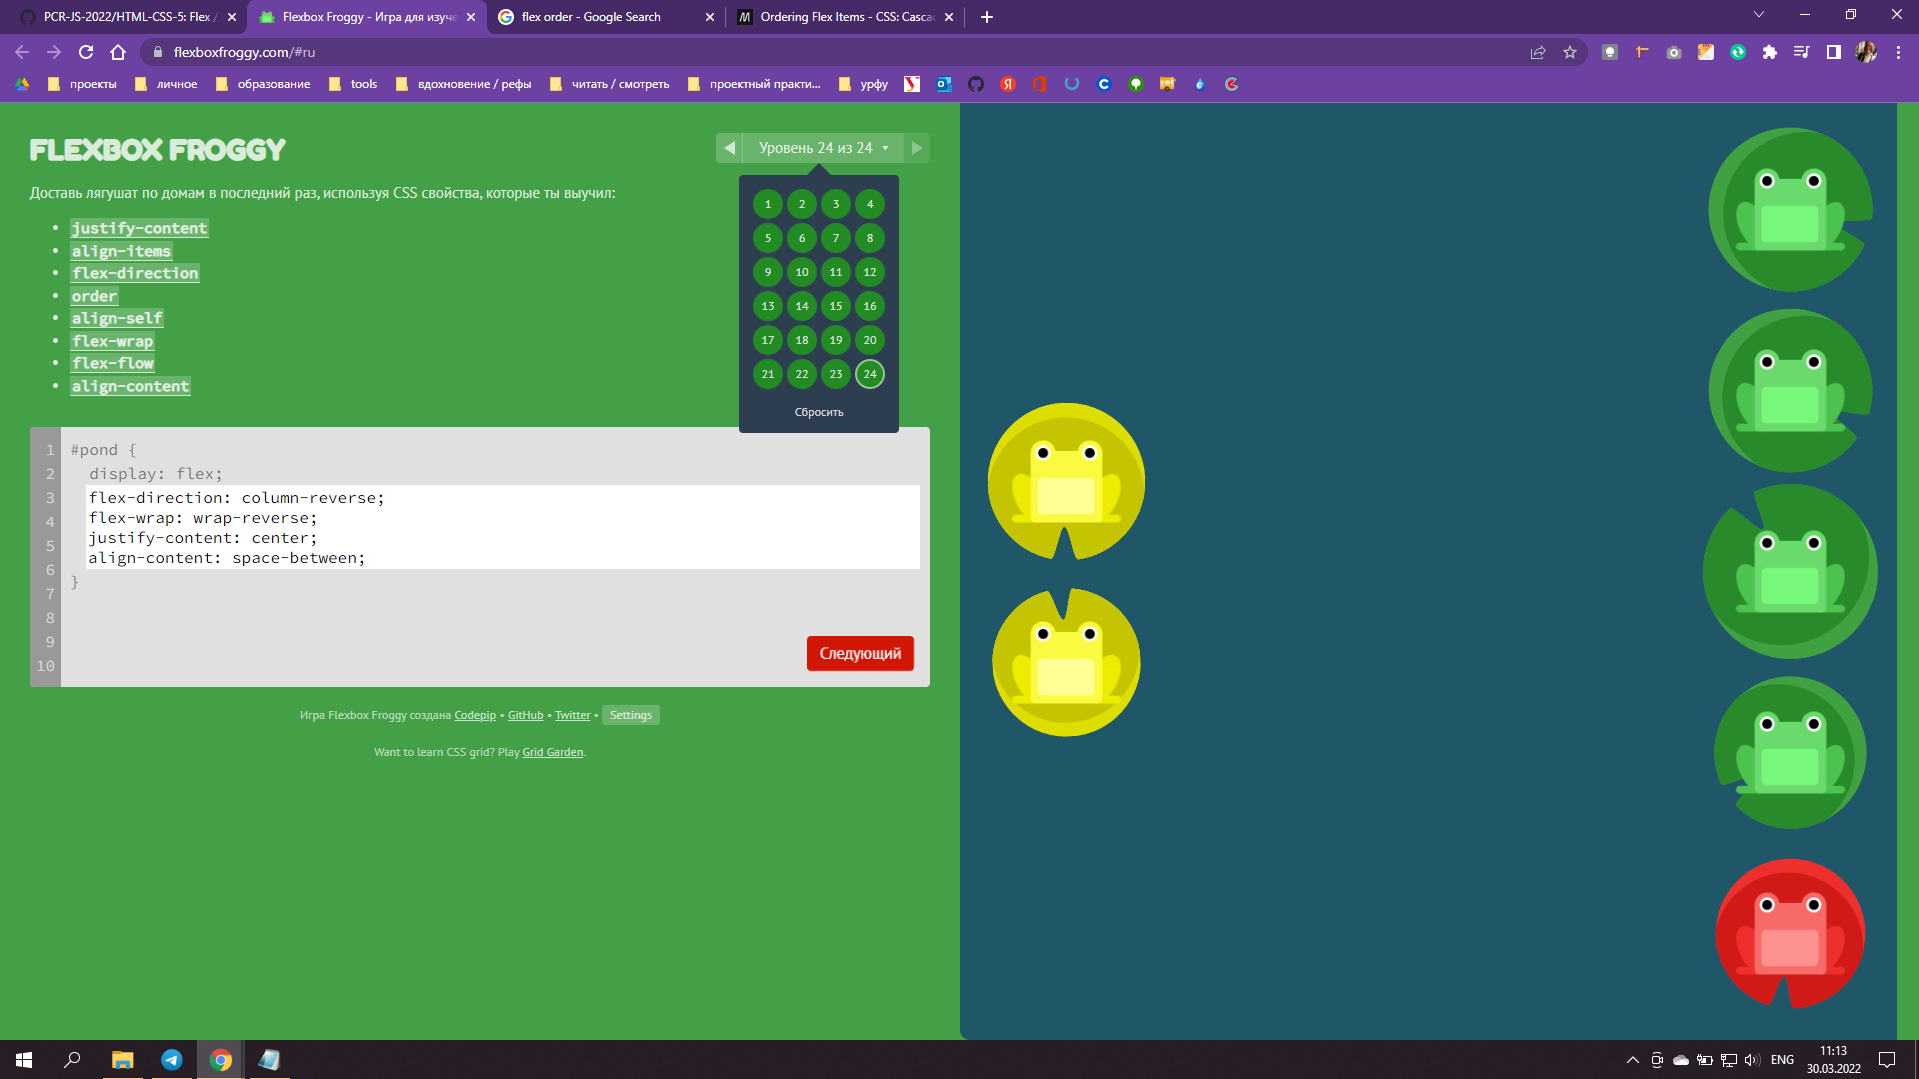 PCR-JS-2022/HTML-CSS-5: Flex /
Flexbox Froggy - Игра для изуче
flex order - Google Search
Ordering Flex Items - CSS: Casca
flexboxfroggy.com/#ru
проекты
личное
образование
tools
вдохновение / рефы
читать / смотреть
проектный практи...
урфу
FLEXBOX FROGGY
Уровень 24 из 24
Доставь лягушат по домам в последний раз, используя CSS свойства, которые ты выучил:
justify-content
align-items
flex-direction
order
align-self
flex-wrap
flex-flow
align-content
1 2 3 4
5 6 7 8
9 10 11 12
13 14 15 16
17 18 19 20
21 22 23 24
Сбросить
1 #pond {
2 display: flex;
3 flex-direction: column-reverse;
4 flex-wrap: wrap-reverse;
5 justify-content: center;
6 align-content: space-between;
7 }
8
9
10
Следующий
Игра Flexbox Froggy создана Codepip • GitHub • Twitter • Settings
Want to learn CSS grid? Play Grid Garden.
ENG
11:13
30.03.2022